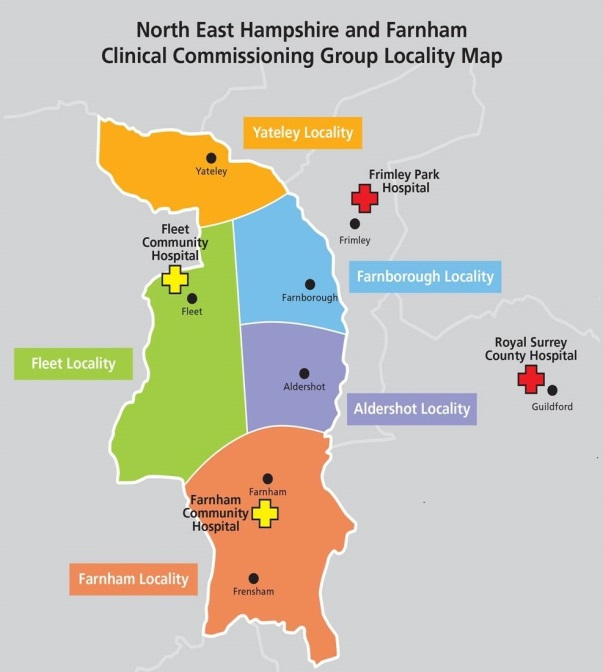 North East Hampshire and Farnham
Clinical Commissioning Group Locality Map
Yateley Locality
Yateley
Frimley Park
Hospital
Frimley
Fleet
Community
Hospital
Fleet
Farnborough
Farnborough Locality
Fleet Locality
Royal Surrey
County Hospital
Guildford
Aldershot
Aldershot Locality
Farnham
Farnham
Community
Hospital
Farnham Locality
Frensham